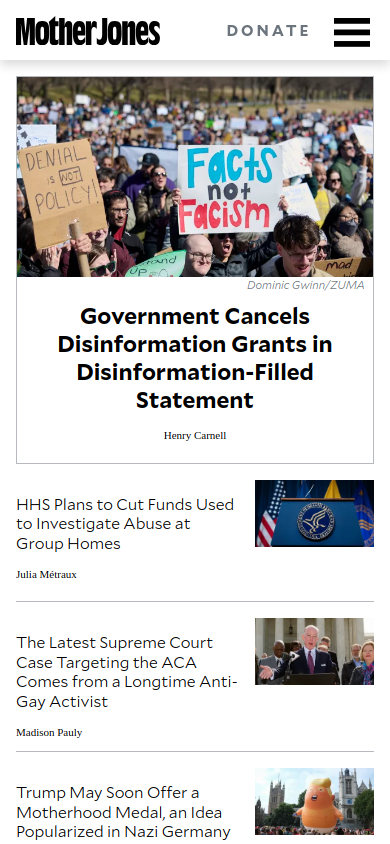 Mother Jones
DONATE
DENIAL
IS NOT
POLICY!
Facts
not
Fascism
Stand
UP
mad
Dominic Gwinn/ZUMA
Government Cancels
Disinformation Grants in
Disinformation-Filled
Statement
Henry Carnell
HHS Plans to Cut Funds Used
to Investigate Abuse at
Group Homes
Julia Métraux
The Latest Supreme Court
Case Targeting the ACA
Comes from a Longtime Anti-
Gay Activist
Madison Pauly
Trump May Soon Offer a
Motherhood Medal, an Idea
Popularized in Nazi Germany